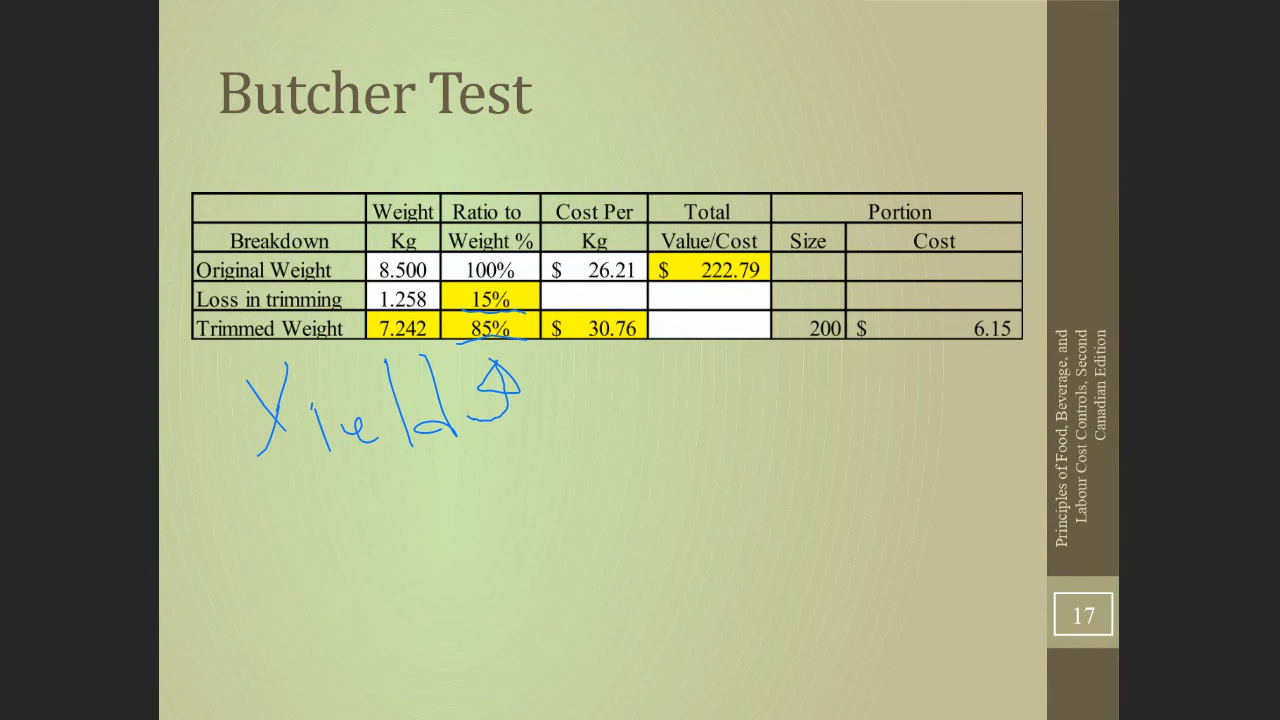 Butcher Test
Weight Ratio to Cost Per Total Portion
Breakdown Kg Weight % Kg Value/Cost Size Cost
Original Weight 8.500 100% $ 26.21 $ 222.79
Loss in trimming 1.258 15%
Trimmed Weight 7.242 85% $ 30.76 200 $ 6.15
Yield
Principles of Food, Beverage, and
Labour Cost Controls, Second
Canadian Edition
17